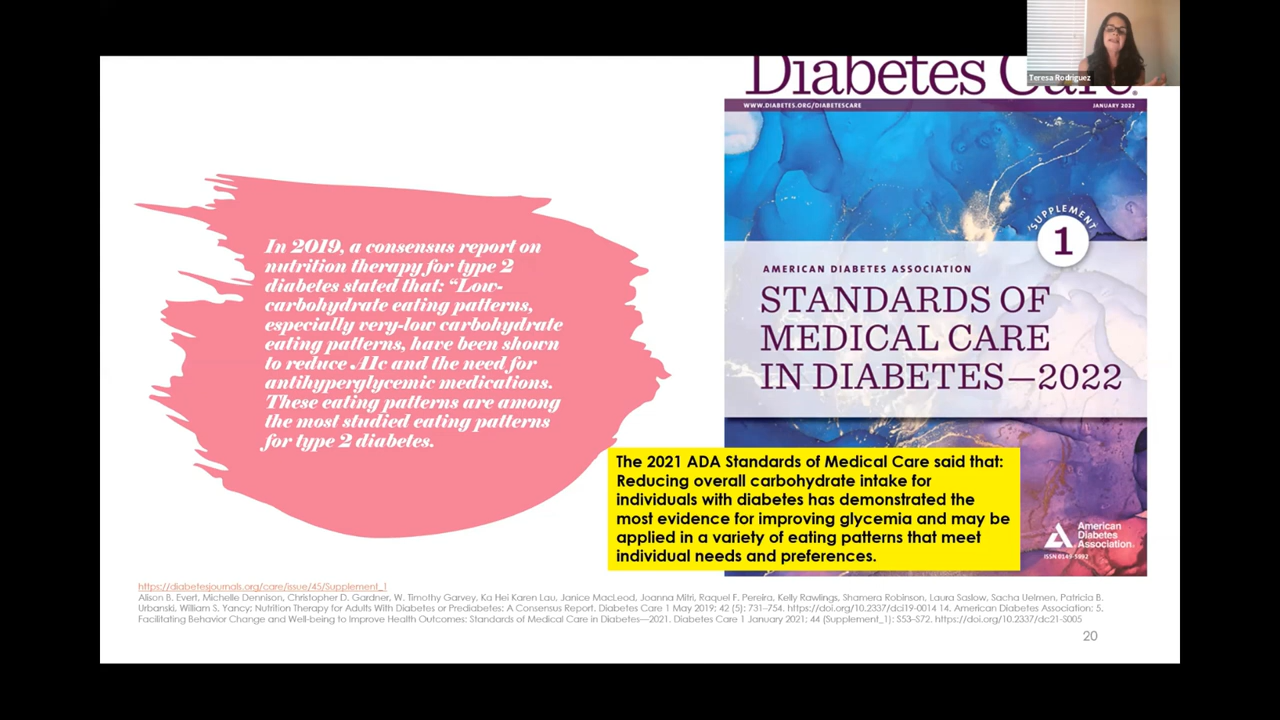 Teresa Rodriguez
Diabetes Care
WWW.DIABETES.ORG/DIABETESCARE
JANUARY 2022
SUPPLEMENT
1
AMERICAN DIABETES ASSOCIATION
STANDARDS OF
MEDICAL CARE
IN DIABETES—2022
In 2019, a consensus report on
nutrition therapy for type 2
diabetes stated that: “Low-
carbohydrate eating patterns,
especially very-low carbohydrate
eating patterns, have been shown
to reduce A1c and the need for
antihyperglycemic medications.
These eating patterns are among
the most studied eating patterns
for type 2 diabetes.
The 2021 ADA Standards of Medical Care said that:
Reducing overall carbohydrate intake for
individuals with diabetes has demonstrated the
most evidence for improving glycemia and may be
applied in a variety of eating patterns that meet
individual needs and preferences.
American
Diabetes
Association.
ISSN 0149-5992
https://diabetesjournals.org/care/issue/45/Supplement_1
Alison B. Evert, Michelle Dennison, Christopher D. Gardner, W. Timothy Garvey, Ka Hei Karen Lau, Janice MacLeod, Joanna Mitri, Raquel F. Pereira, Kelly Rawlings, Shamera Robinson, Laura Saslow, Sacha Uelmen, Patricia B.
Urbanski, William S. Yancy; Nutrition Therapy for Adults With Diabetes or Prediabetes: A Consensus Report. Diabetes Care 1 May 2019; 42 (5): 731–754. https://doi.org/10.2337/dci19-0014 14. American Diabetes Association; 5.
Facilitating Behavior Change and Well-being to Improve Health Outcomes: Standards of Medical Care in Diabetes—2021. Diabetes Care 1 January 2021; 44 (Supplement_1): S53–S72. https://doi.org/10.2337/dc21-S005
20